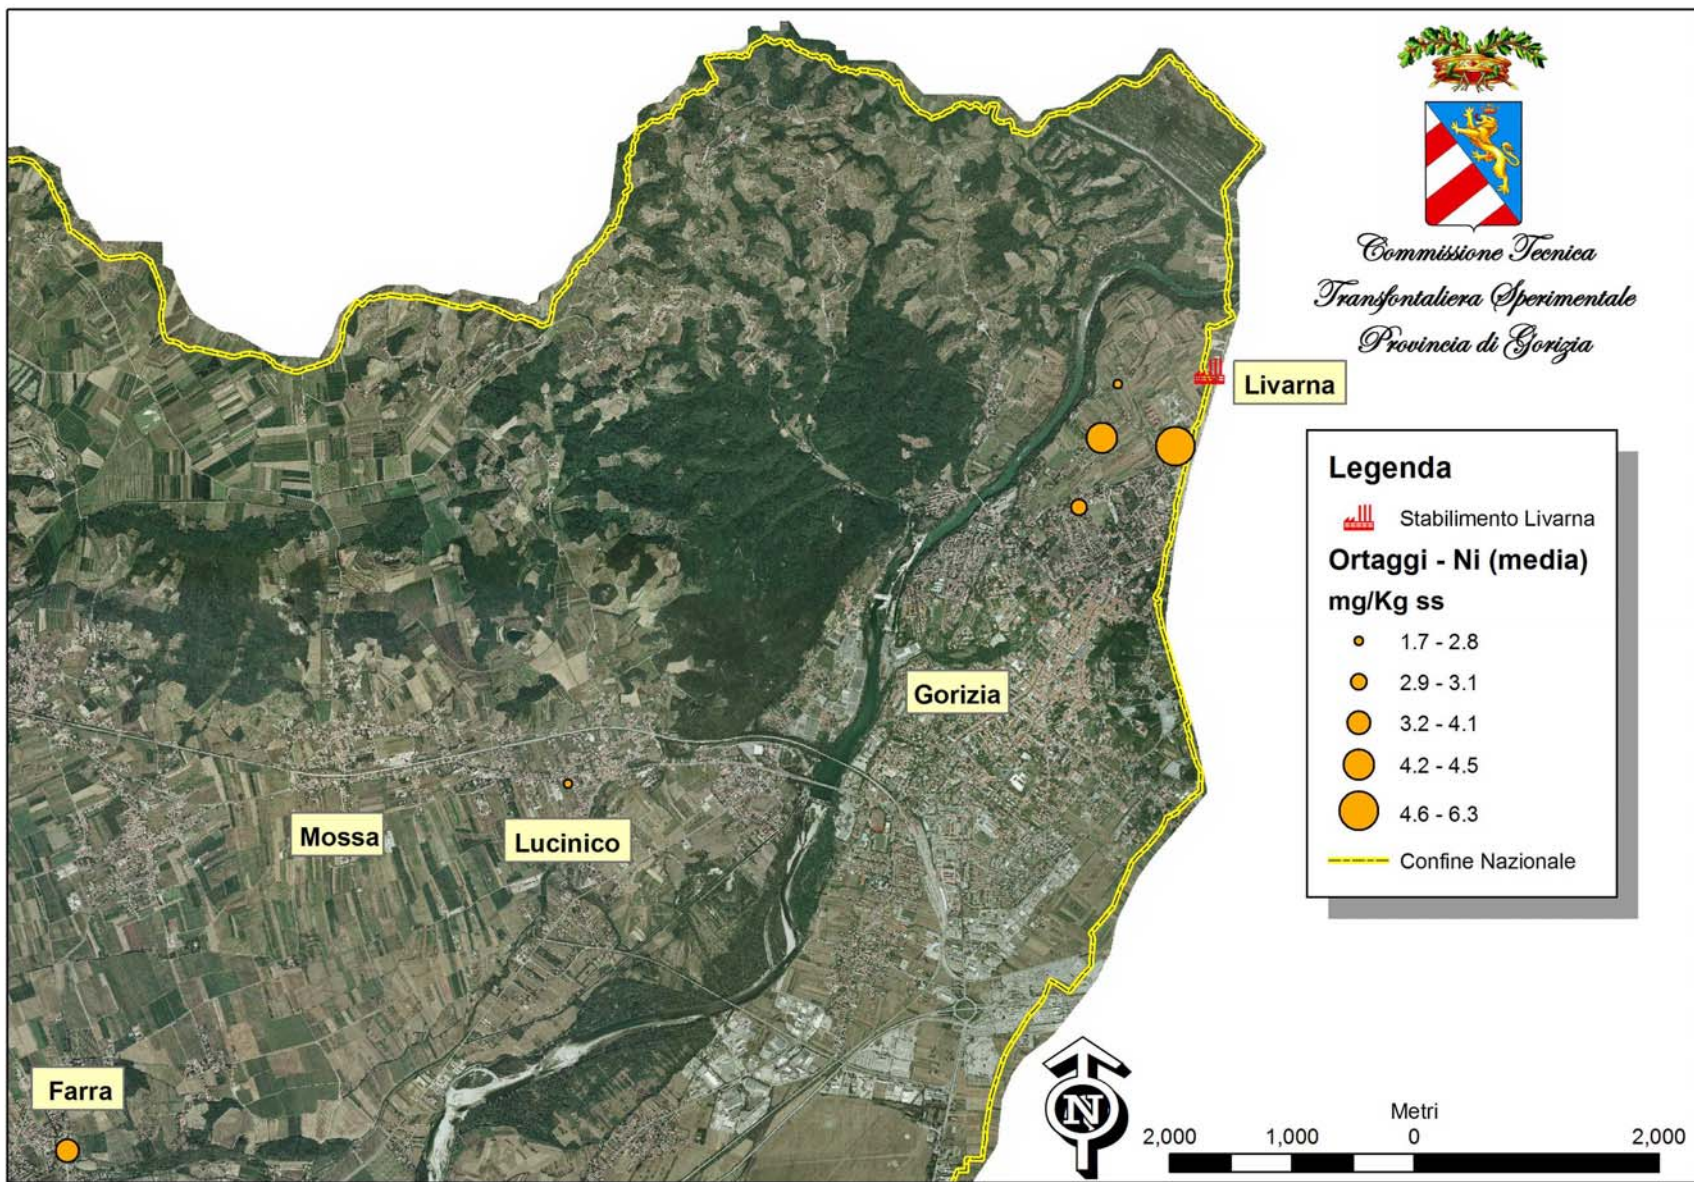 Commissione Tecnica
Transfontaliera Sperimentale
Provincia di Gorizia
Livarna
Legenda
Stabilimento Livarna
Ortaggi - Ni (media)
mg/Kg ss
1.7 - 2.8
2.9 - 3.1
3.2 - 4.1
4.2 - 4.5
4.6 - 6.3
Confine Nazionale
Gorizia
Mossa
Lucinico
Farra
N
Metri
2,000 1,000 0 2,000